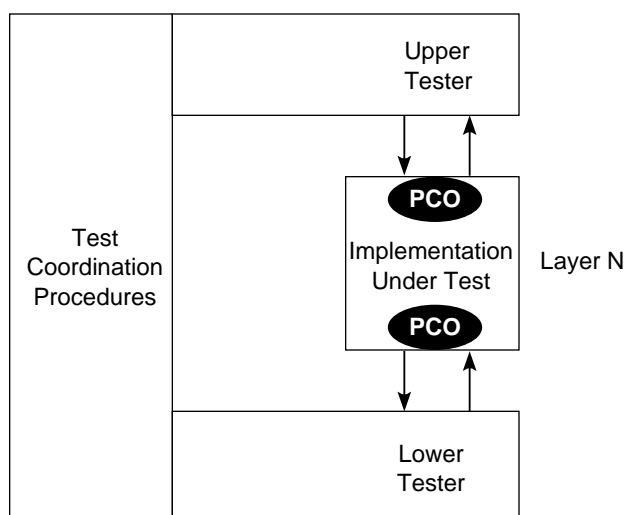 Upper
Tester
PCO
Test
Coordination
Procedures
Implementation
Under Test
Layer N
PCO
Lower
Tester